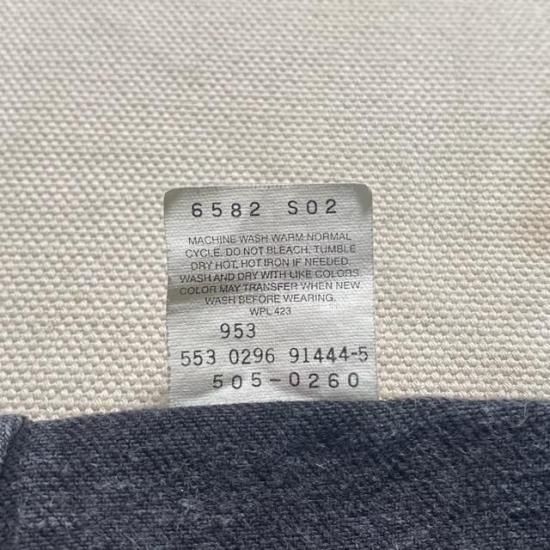 6582 S02
MACHINE WASH WARM NORMAL
CYCLE. DO NOT BLEACH. TUMBLE
DRY HOT. HOT IRON IF NEEDED.
WASH AND DRY WITH LIKE COLORS.
COLOR MAY TRANSFER WHEN NEW.
WASH BEFORE WEARING.
WPL 423
953
553 0296 91444-5
505-0260